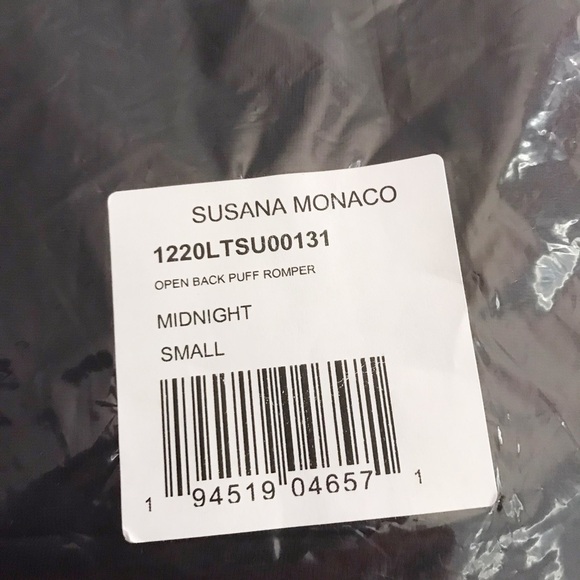 SUSANA MONACO
1220LTSU00131
OPEN BACK PUFF ROMPER
MIDNIGHT
SMALL
1 94519 04657 1